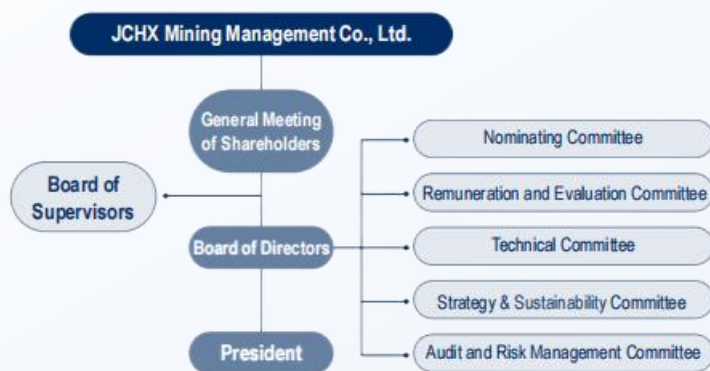 JCHX Mining Management Co., Ltd.
General Meeting
of Shareholders
Board of
Supervisors
Board of Directors
President
Nominating Committee
Remuneration and Evaluation Committee
Technical Committee
Strategy & Sustainability Committee
Audit and Risk Management Committee